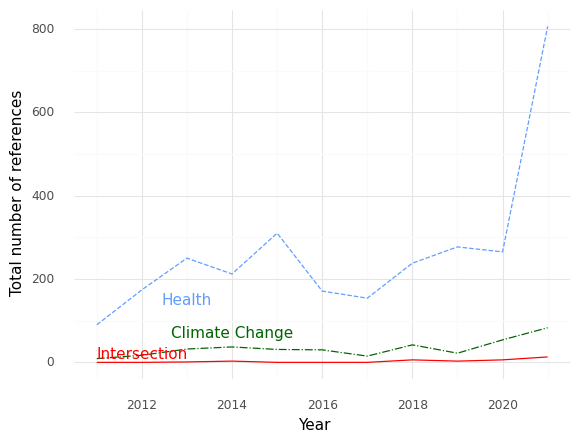 800
600
400
200
0
Total number of references
Health
Climate Change
Intersection
2012
2014
2016
2018
2020
Year